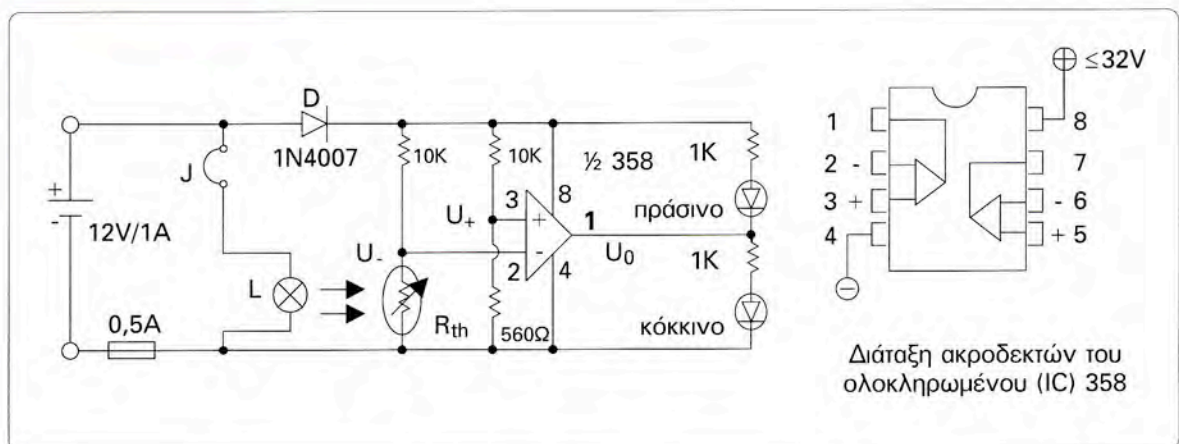 D
1N4007
J
+
-
12V/1A
0,5A
L
10K
10K
U₊
U₋
Rth
560Ω
3
+
-
2
8
4
½ 358
1
U₀
1K
πράσινο
1K
κόκκινο
⊕ ≤32V
1
8
2 -
7
3 +
- 6
4
+ 5
⊖
Διάταξη ακροδεκτών του
ολοκληρωμένου (IC) 358